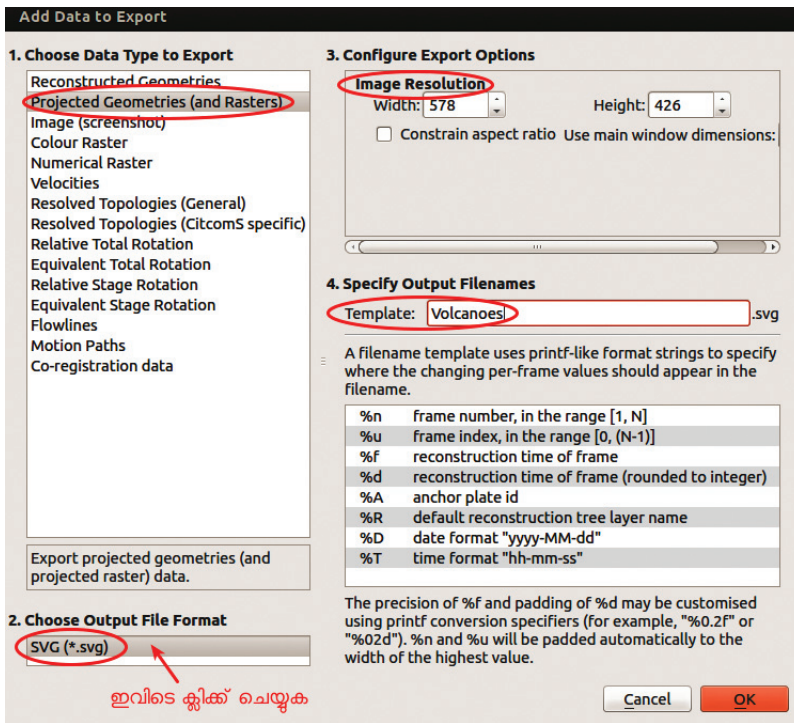 Add Data to Export
1. Choose Data Type to Export
Reconstructed Geometries
Projected Geometries (and Rasters)
Image (screenshot)
Colour Raster
Numerical Raster
Velocities
Resolved Topologies (General)
Resolved Topologies (CitcomS specific)
Relative Total Rotation
Equivalent Total Rotation
Relative Stage Rotation
Equivalent Stage Rotation
Flowlines
Motion Paths
Co-registration data
Export projected geometries (and
projected raster) data.
2. Choose Output File Format
SVG (*.svg)
ഇവിടെ ക്ലിക്ക് ചെയ്യുക
3. Configure Export Options
Image Resolution
Width: 578 Height: 426
Constrain aspect ratio Use main window dimensions:
4. Specify Output Filenames
Template: Volcanoes .svg
A filename template uses printf-like format strings to specify
where the changing per-frame values should appear in the
filename.
%n frame number, in the range [1, N]
%u frame index, in the range [0, (N-1)]
%f reconstruction time of frame
%d reconstruction time of frame (rounded to integer)
%A anchor plate id
%R default reconstruction tree layer name
%D date format "yyyy-MM-dd"
%T time format "hh-mm-ss"
The precision of %f and padding of %d may be customised
using printf conversion specifiers (for example, "%0.2f" or
"%02d"). %n and %u will be padded automatically to the
width of the highest value.
Cancel OK